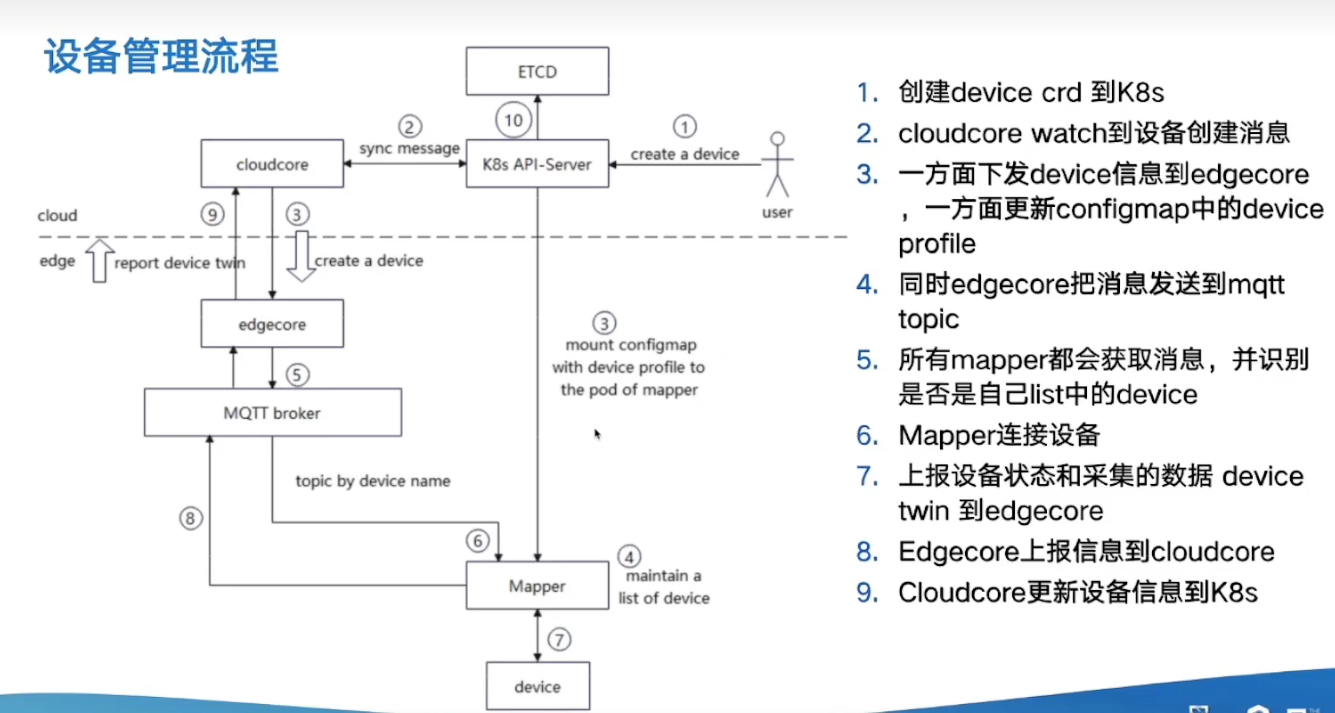 设备管理流程
ETCD
10
2
sync message
1
create a device
cloudcore
K8s API-Server
user
cloud
9
3
edge
report device twin
create a device
edgecore
3
mount configmap
with device profile to
the pod of mapper
5
MQTT broker
topic by device name
8
6
4
maintain a
list of device
Mapper
7
device
1. 创建device crd 到K8s
2. cloudcore watch到设备创建消息
3. 一方面下发device信息到edgecore
，一方面更新configmap中的device
profile
4. 同时edgecore把消息发送到mqtt
topic
5. 所有mapper都会获取消息，并识别
是否是自己list中的device
6. Mapper连接设备
7. 上报设备状态和采集的数据 device
twin 到edgecore
8. Edgecore上报信息到cloudcore
9. Cloudcore更新设备信息到K8s